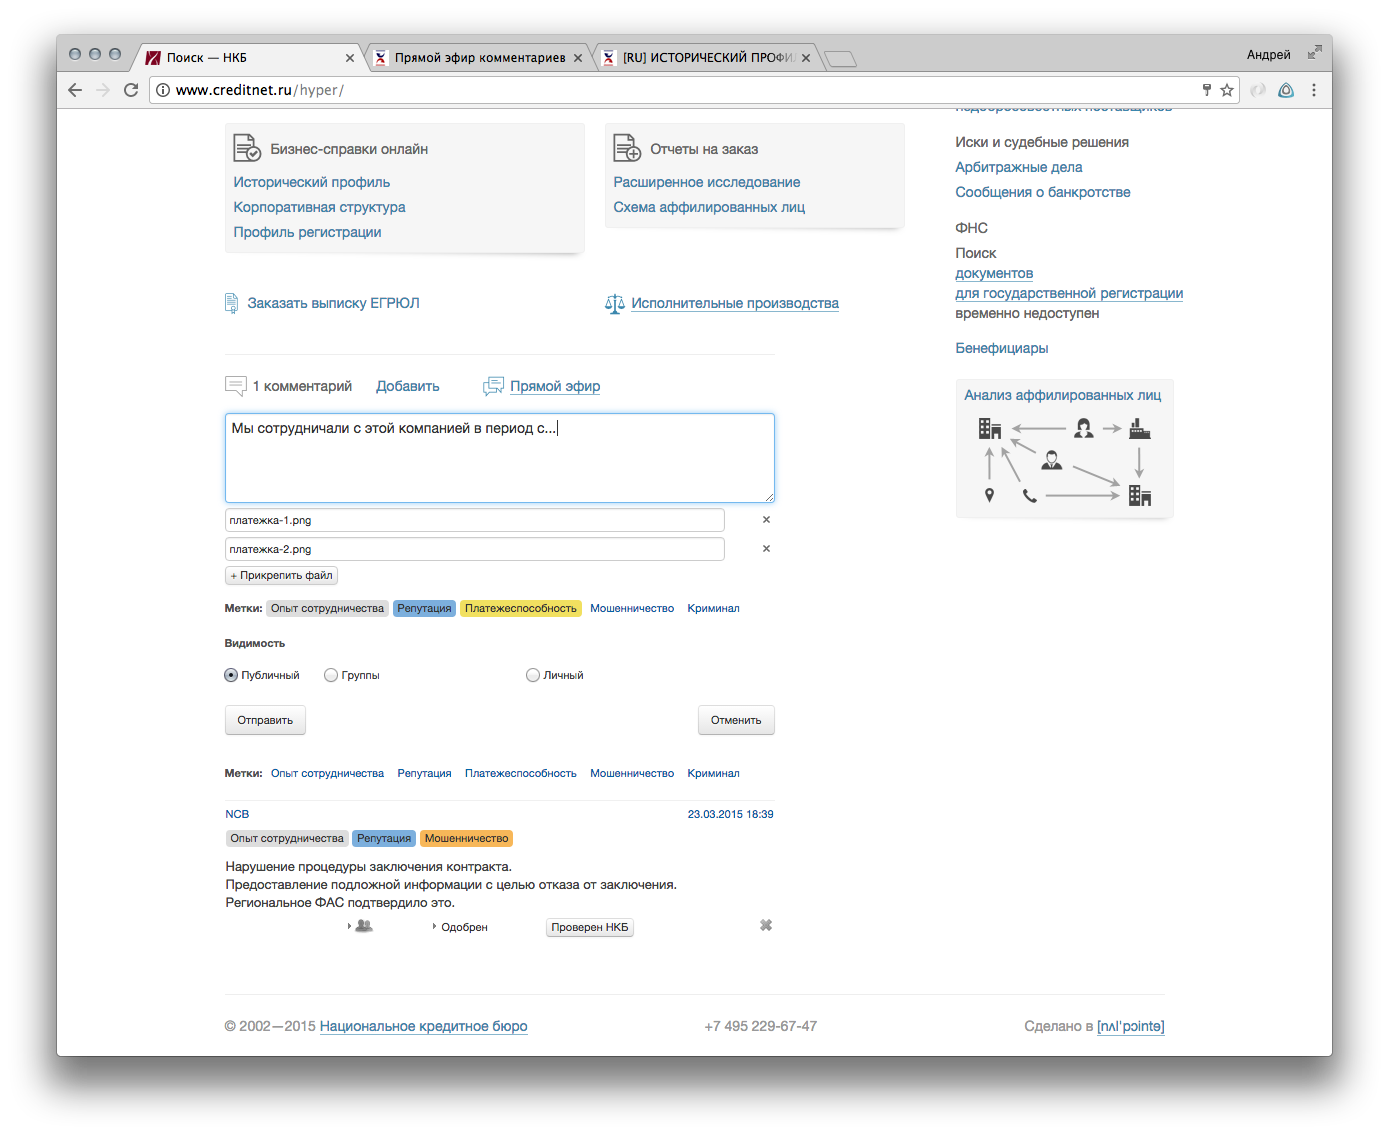 Поиск — НКБ
Прямой эфир комментариев
[RU] ИСТОРИЧЕСКИЙ ПРОФИ
Андрей
www.creditnet.ru/hyper/
недобросовестных поставщиков
Бизнес-справки онлайн
Исторический профиль
Корпоративная структура
Профиль регистрации
Отчеты на заказ
Расширенное исследование
Схема аффилированных лиц
Иски и судебные решения
Арбитражные дела
Сообщения о банкротстве
ФНС
Поиск
документов
для государственной регистрации
временно недоступен
Бенефициары
Анализ аффилированных лиц
Заказать выписку ЕГРЮЛ
Исполнительные производства
1 комментарий Добавить Прямой эфир
Мы сотрудничали с этой компанией в период с...
платежка-1.png
платежка-2.png
+ Прикрепить файл
Метки: Опыт сотрудничества Репутация Платежеспособность Мошенничество Криминал
Видимость
Публичный Группы Личный
Отправить Отменить
Метки: Опыт сотрудничества Репутация Платежеспособность Мошенничество Криминал
NCB 23.03.2015 18:39
Опыт сотрудничества Репутация Мошенничество
Нарушение процедуры заключения контракта.
Предоставление подложной информации с целью отказа от заключения.
Региональное ФАС подтвердило это.
Одобрен Проверен НКБ
© 2002—2015 Национальное кредитное бюро +7 495 229-67-47 Сделано в [nʌl'pɔintə]